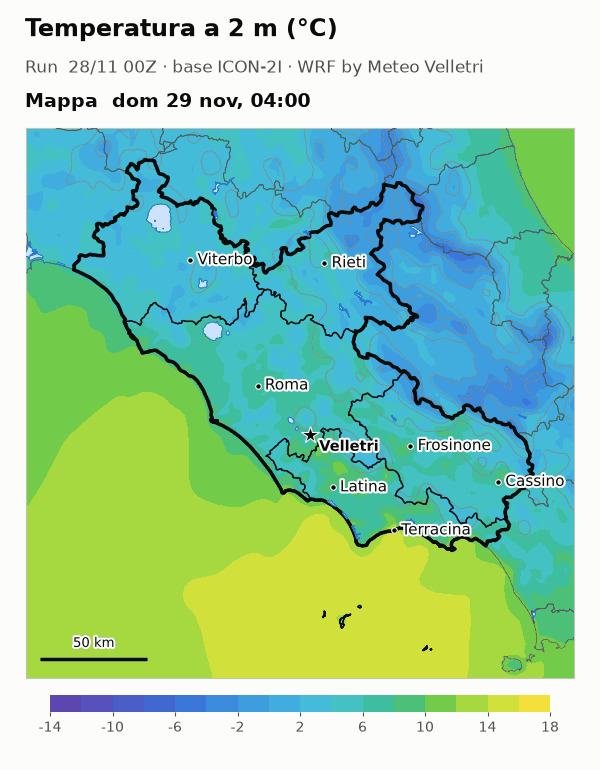 Temperatura a 2 m (°C)
Run 28/11 00Z · base ICON-2I · WRF by Meteo Velletri
Mappa dom 29 nov, 04:00
Viterbo
Rieti
Roma
Velletri
Frosinone
Latina
Cassino
Terracina
50 km
-14 -10 -6 -2 2 6 10 14 18